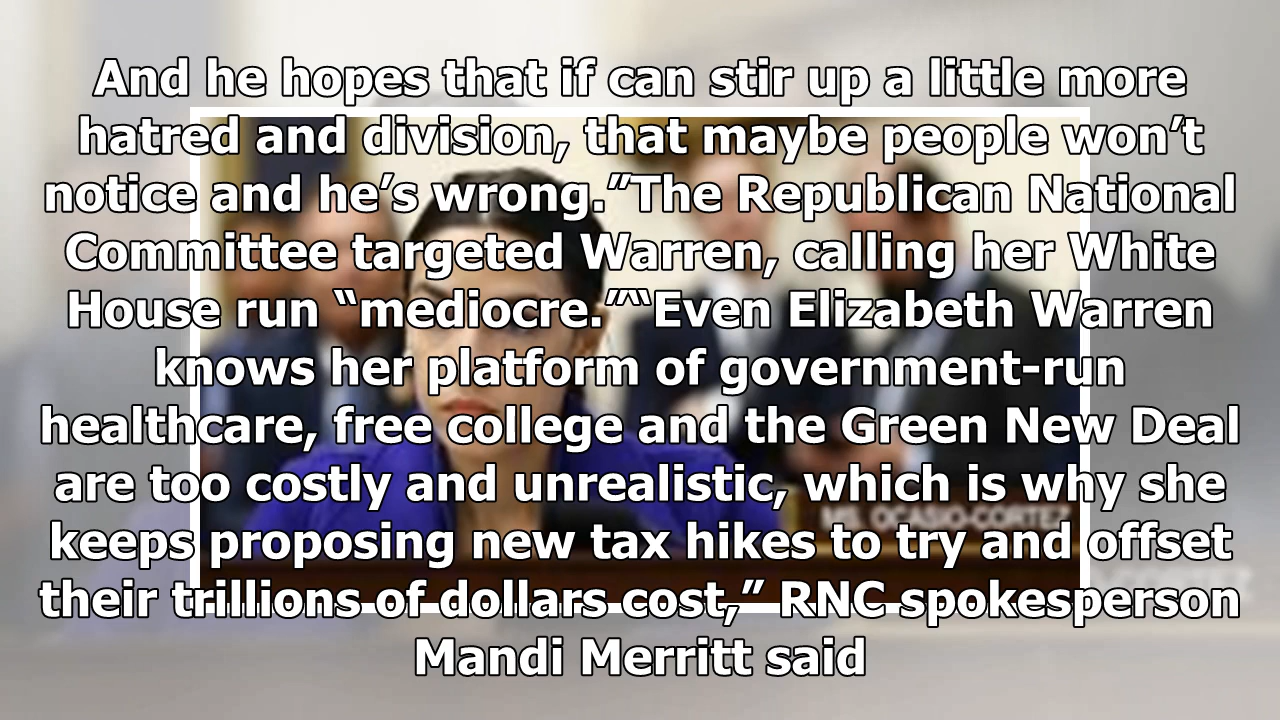 And he hopes that if can stir up a little more
hatred and division, that maybe people won’t
notice and he’s wrong.”The Republican National
Committee targeted Warren, calling her White
House run “mediocre.”“Even Elizabeth Warren
knows her platform of government-run
healthcare, free college and the Green New Deal
are too costly and unrealistic, which is why she
keeps proposing new tax hikes to try and offset
MS. OCASIO-CORTEZ
their trillions of dollars cost,” RNC spokesperson
Mandi Merritt said